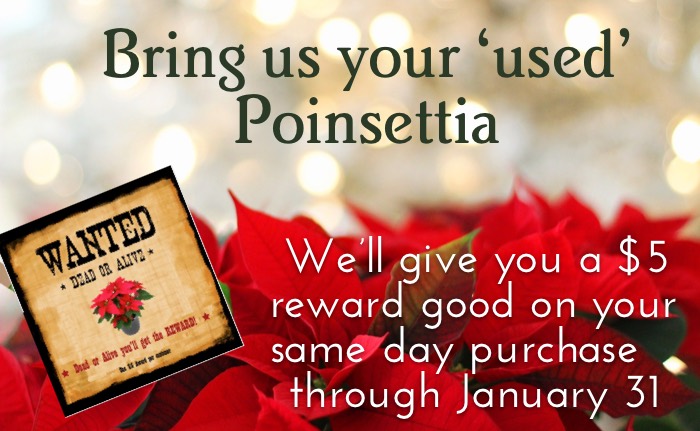 Bring us your ‘used’
Poinsettia
WANTED
DEAD OR ALIVE
Dead or Alive you'll get the REWARD!
We'll give you a $5
reward good on your
same day purchase
through January 31